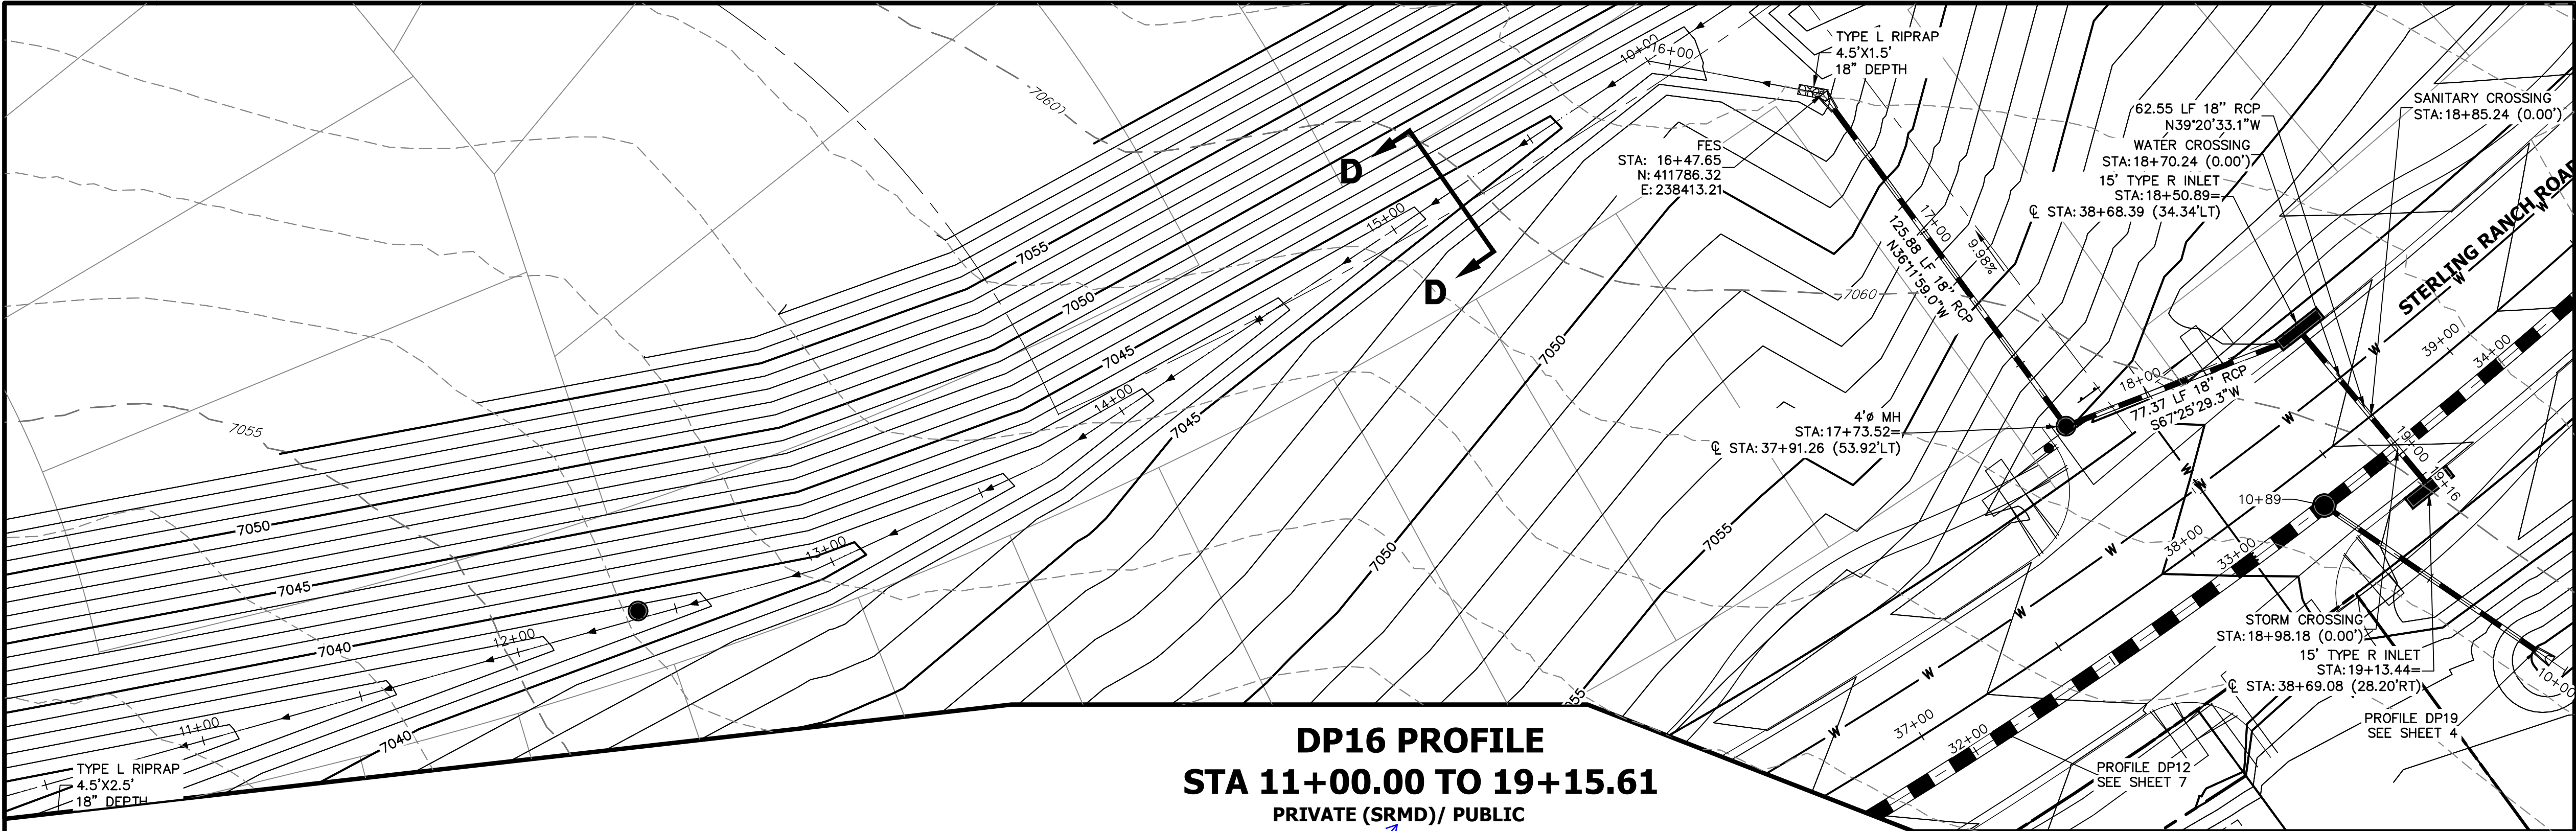 TYPE L RIPRAP
4.5'X1.5'
18" DEPTH
10+00
16+00
7060
62.55 LF 18" RCP
N39°20'33.1"W
WATER CROSSING
STA:18+70.24 (0.00')
15' TYPE R INLET
STA:18+50.89=
℄ STA:38+68.39 (34.34'LT)
SANITARY CROSSING
STA:18+85.24 (0.00')
FES
STA: 16+47.65
N: 411786.32
E: 238413.21
D
D
15+00
17+00
125.88 LF 18" RCP
N36°11'59.0"W
9.98%
STERLING RANCH ROAD
7055
7050
7045
7060
7050
14+00
7045
7055
18+00
77.37 LF 18" RCP
S67°25'29.3"W
39+00
34+00
4'ø MH
STA:17+73.52=
℄ STA:37+91.26 (53.92'LT)
19+00
19+16
10+89
W
W
W
W
W
W
W
W
W
W
38+00
33+00
7050
7045
7040
13+00
12+00
11+00
7040
7050
7055
7055
STORM CROSSING
STA:18+98.18 (0.00')
15' TYPE R INLET
STA:19+13.44=
℄ STA:38+69.08 (28.20'RT)
10+00
PROFILE DP19
SEE SHEET 4
37+00
32+00
PROFILE DP12
SEE SHEET 7
TYPE L RIPRAP
4.5'X2.5'
18" DEPTH
DP16 PROFILE
STA 11+00.00 TO 19+15.61
PRIVATE (SRMD)/ PUBLIC